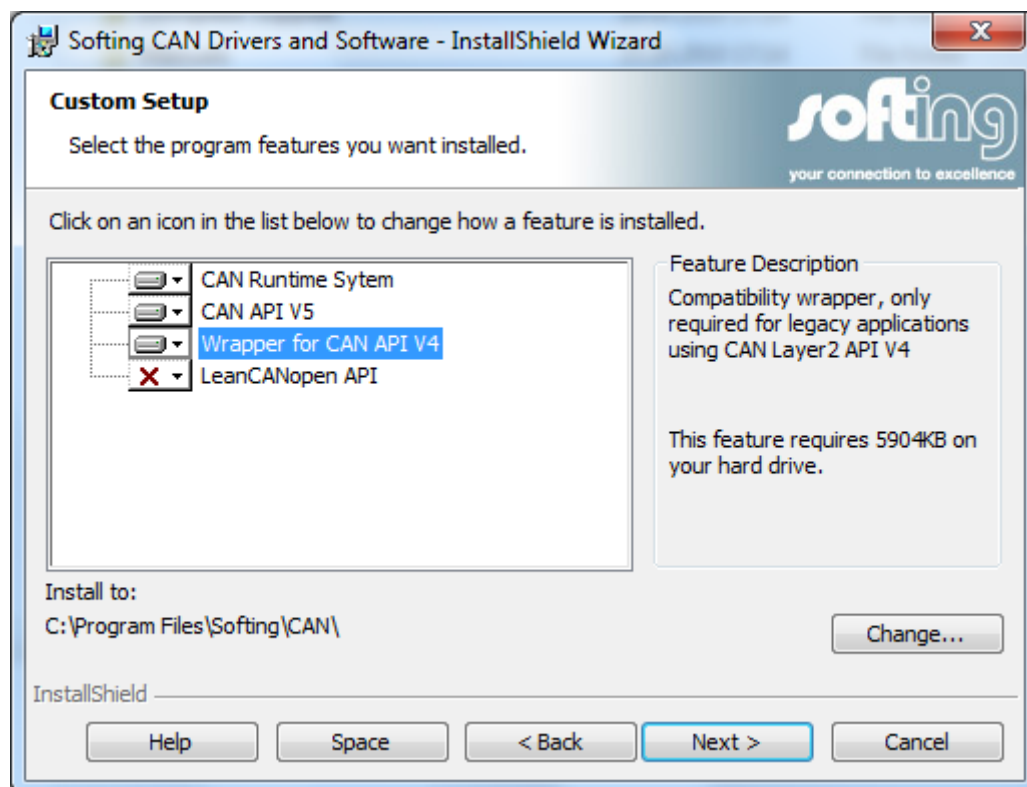 Softing CAN Drivers and Software - InstallShield Wizard
Custom Setup
Select the program features you want installed.
softing
your connection to excellence
Click on an icon in the list below to change how a feature is installed.
CAN Runtime Sytem
CAN API V5
Wrapper for CAN API V4
LeanCANopen API
Feature Description
Compatibility wrapper, only
required for legacy applications
using CAN Layer2 API V4
This feature requires 5904KB on
your hard drive.
Install to:
C:\Program Files\Softing\CAN\
Change...
InstallShield
Help
Space
< Back
Next >
Cancel